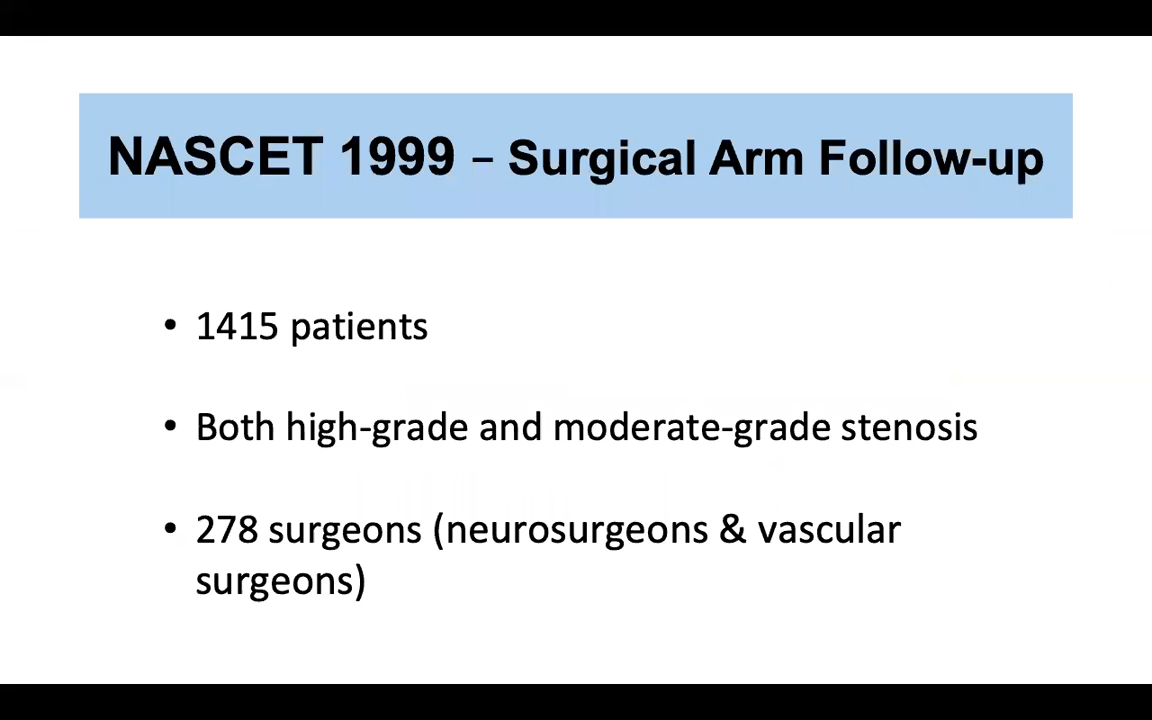 NASCET 1999 – Surgical Arm Follow-up
• 1415 patients
• Both high-grade and moderate-grade stenosis
• 278 surgeons (neurosurgeons & vascular
surgeons)